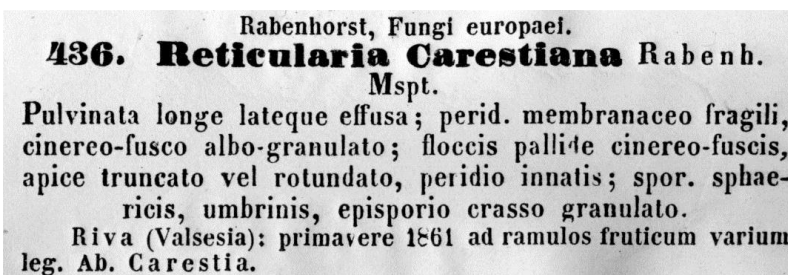 Rabenhorst, Fungi europaei.
436. Reticularia Carestiana Rabenh.
Mspt.
Pulvinata longe lateque effusa; perid. membranaceo fragili,
cinereo-fusco albo-granulato; floccis pallide cinereo-fuscis,
apice truncato vel rotundato, peridio innatis; spor. sphae-
ricis, umbrinis, episporio crasso granulato.
Riva (Valsesia): primavere 1861 ad ramulos fruticum varium
leg. Ab. Carestia.